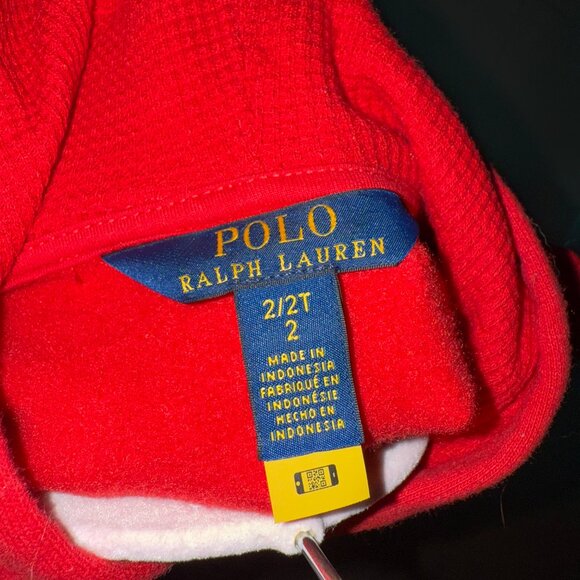 POLO
RALPH LAUREN
2/2T
2
MADE IN
INDONESIA
FABRIQUÉ EN
INDONÉSIE
HECHO EN
INDONESIA